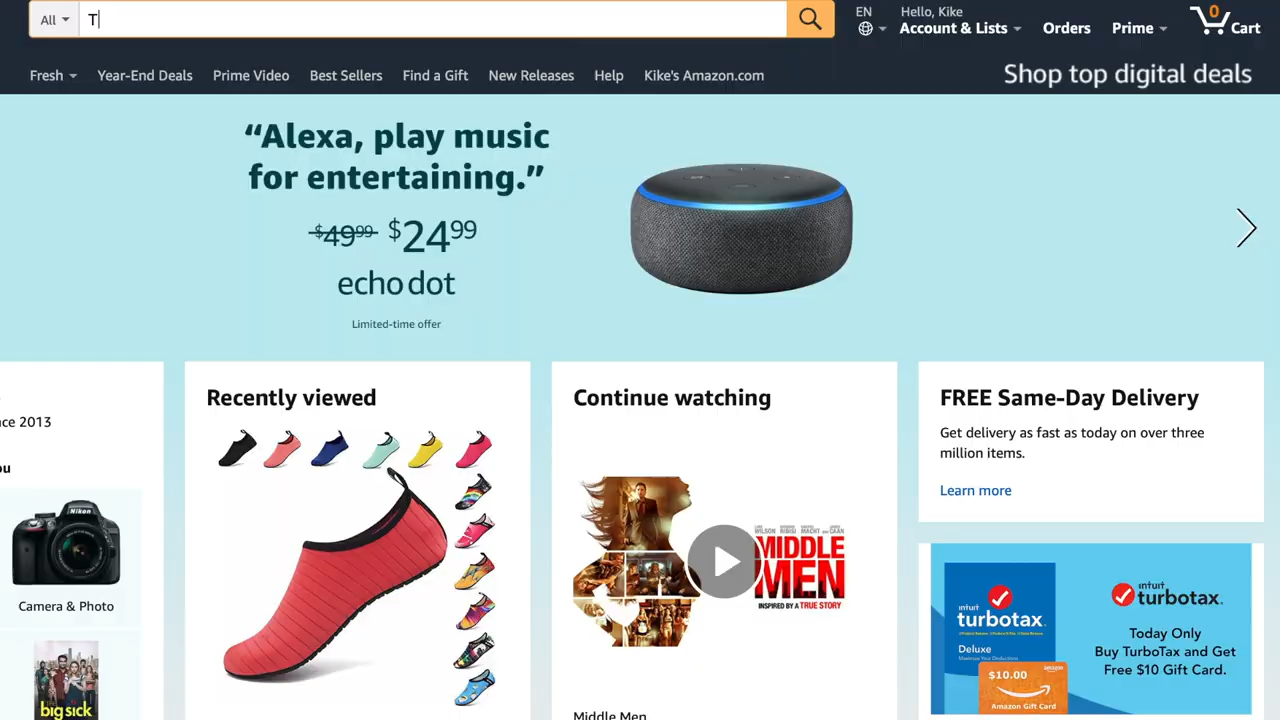 All
T
EN
Hello, Kike
Account & Lists
Orders
Prime
0
Cart
Fresh
Year-End Deals
Prime Video
Best Sellers
Find a Gift
New Releases
Help
Kike's Amazon.com
Shop top digital deals
“Alexa, play music
for entertaining.”
$49.99 $24.99
echo dot
Limited-time offer
ce 2013
ou
Nikon
Camera & Photo
big sick
Recently viewed
Continue watching
MIDDLE
MEN
INSPIRED BY A TRUE STORY
Middle Men
FREE Same-Day Delivery
Get delivery as fast as today on over three
million items.
Learn more
intuit
turbotax.
Deluxe
$10.00
amazon
Amazon Gift Card
intuit
turbotax.
Today Only
Buy TurboTax and Get
Free $10 Gift Card.